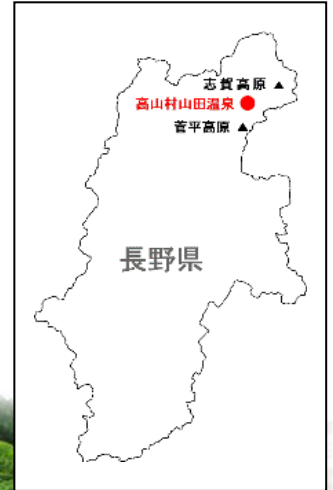 志賀高原 ▲
高山村山田温泉 ●
菅平高原 ▲
長野県